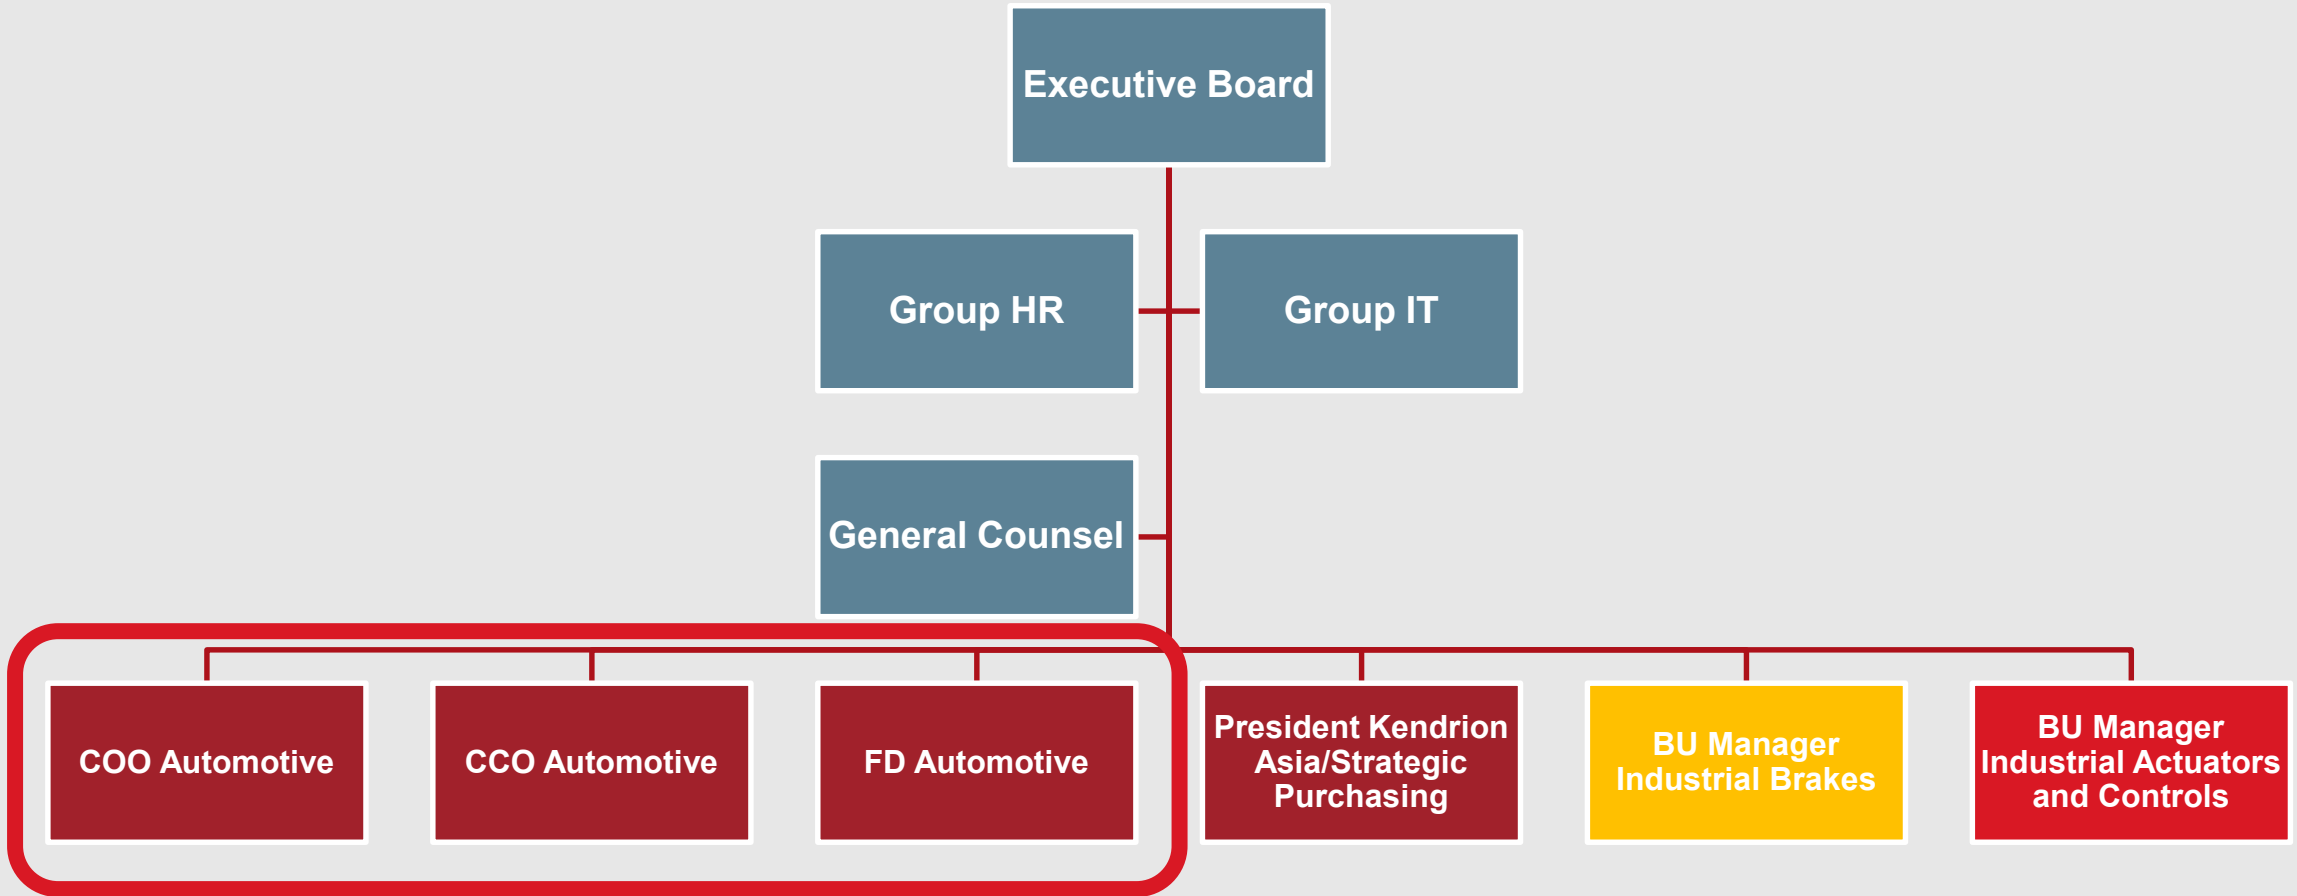 Executive Board
Group HR
Group IT
General Counsel
COO Automotive
CCO Automotive
FD Automotive
President Kendrion
Asia/Strategic
Purchasing
BU Manager
Industrial Brakes
BU Manager
Industrial Actuators
and Controls